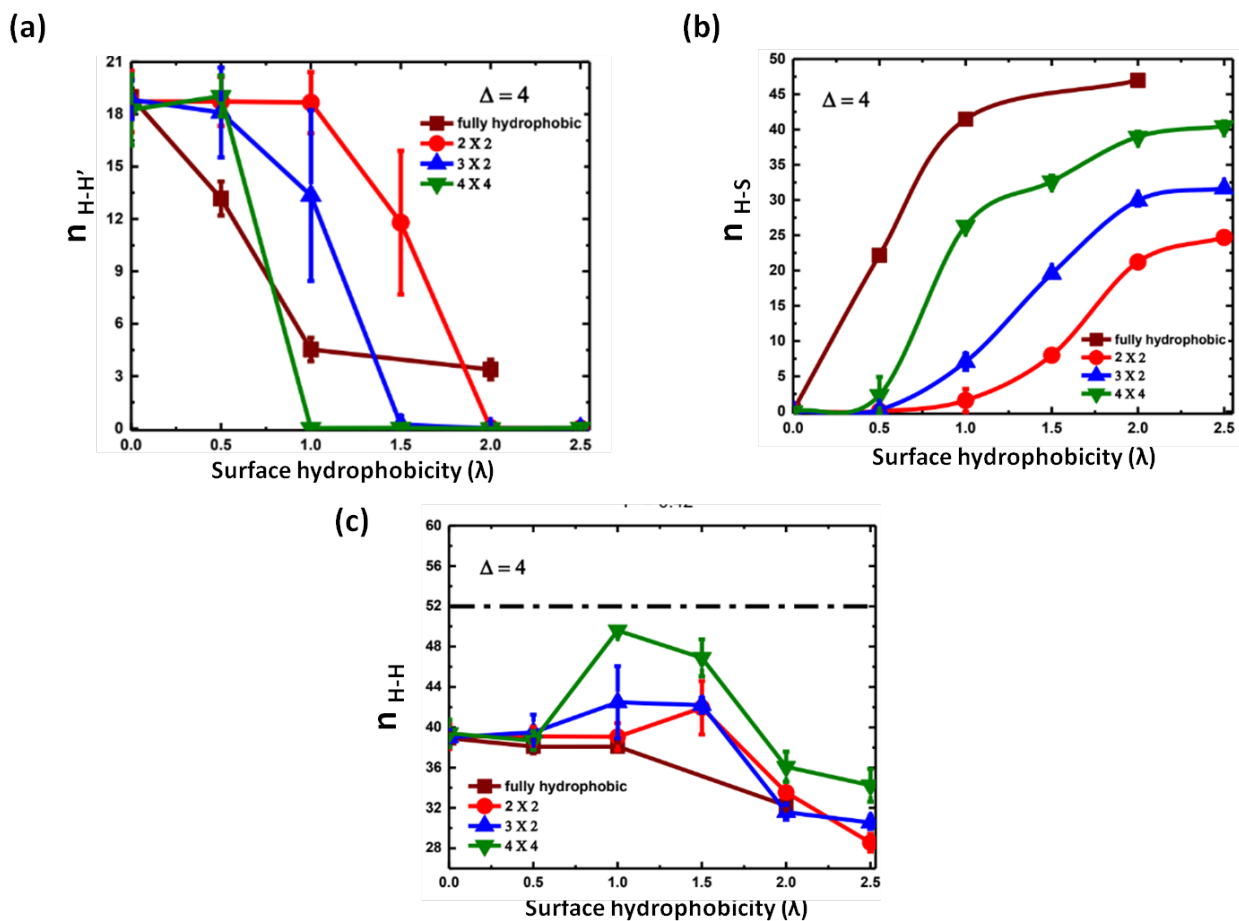 (a)
21
18
15
12
9
6
3
0
n H-H'
Δ = 4
fully hydrophobic
2 X 2
3 X 2
4 X 4
0.0 0.5 1.0 1.5 2.0 2.5
Surface hydrophobicity (λ)
(b)
50
45
40
35
30
25
20
15
10
5
0
n H-S
Δ = 4
fully hydrophobic
2 X 2
3 X 2
4 X 4
0.0 0.5 1.0 1.5 2.0 2.5
Surface hydrophobicity (λ)
(c)
60
56
52
48
44
40
36
32
28
n H-H
Δ = 4
fully hydrophobic
2 X 2
3 X 2
4 X 4
0.0 0.5 1.0 1.5 2.0 2.5
Surface hydrophobicity (λ)